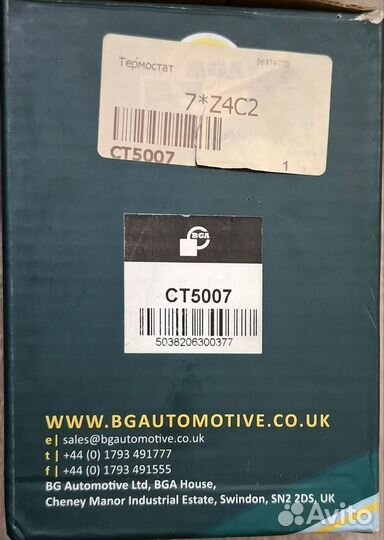 Термостат
36374770
7*Z4C2
CT5007
1
BGA
CT5007
5038206300377
WWW.BGAUTOMOTIVE.CO.UK
e| sales@bgautomotive.co.uk
t | +44 (0) 1793 491777
f | +44 (0) 1793 491555
BG Automotive Ltd, BGA House,
Cheney Manor Industrial Estate, Swindon, SN2 2DS, UK
Avito